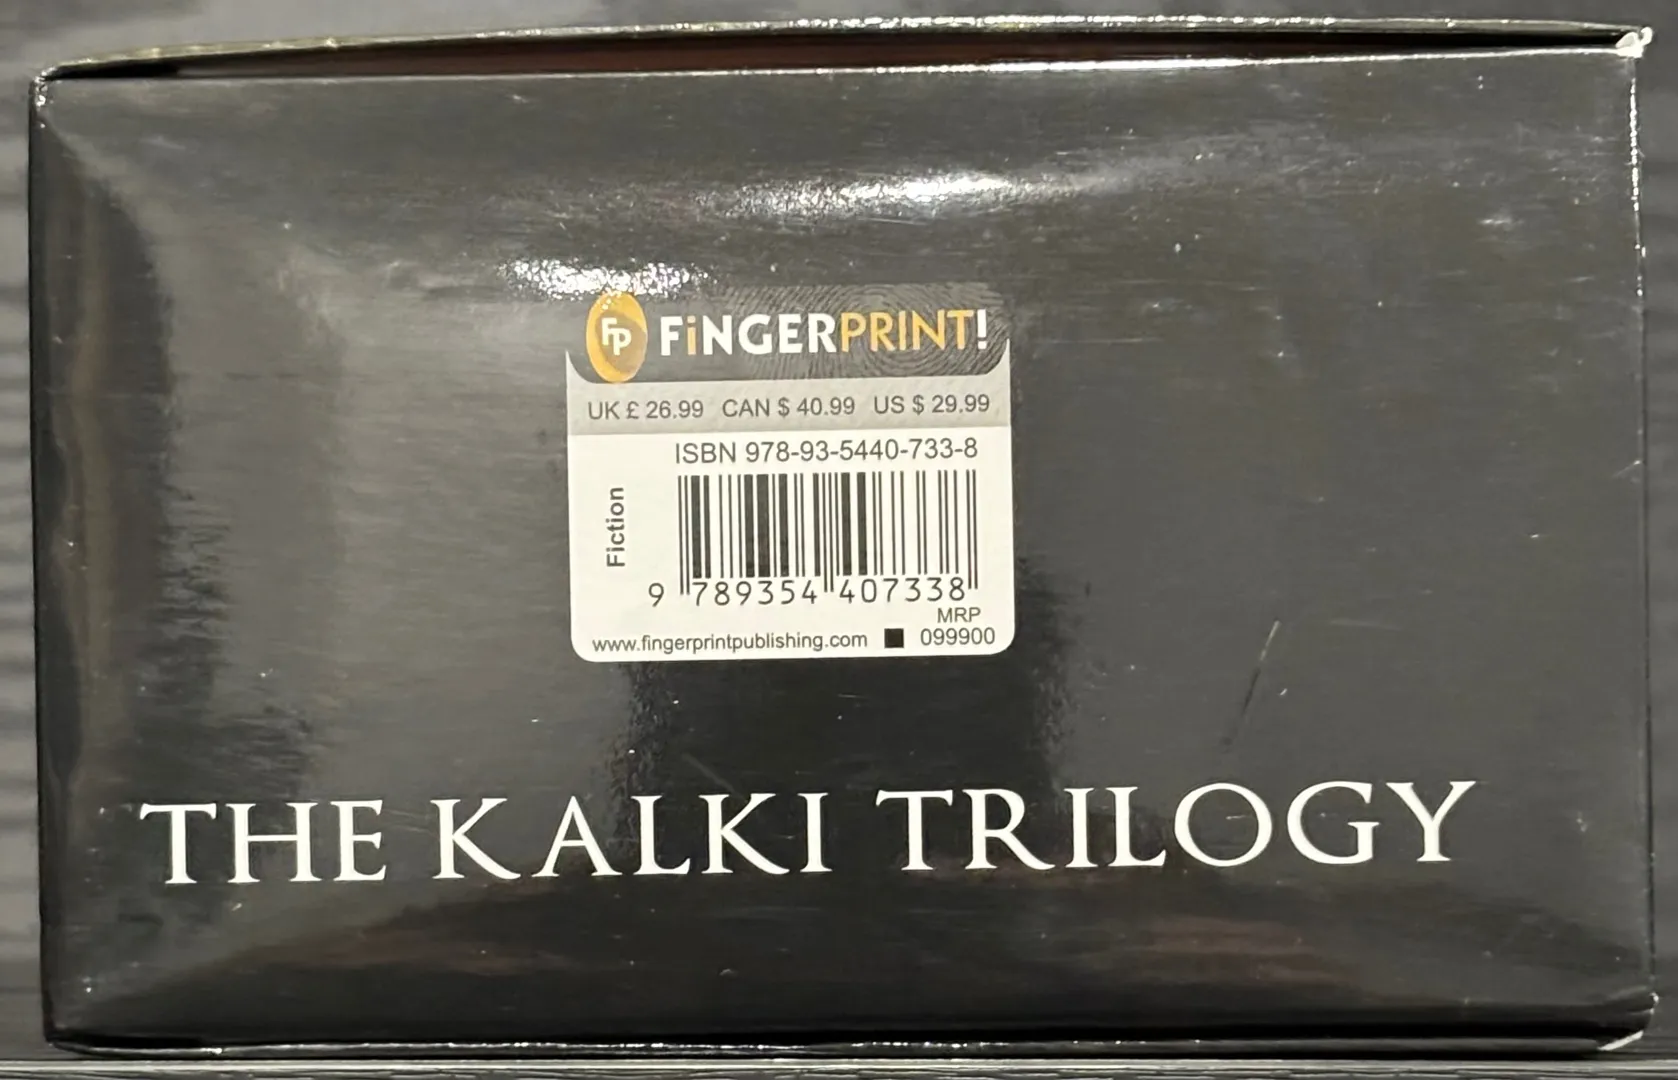 FP FiNGERPRINT!
UK £ 26.99 CAN $ 40.99 US $ 29.99
ISBN 978-93-5440-733-8
Fiction
9 789354 407338
MRP
www.fingerprintpublishing.com 099900
THE KALKI TRILOGY